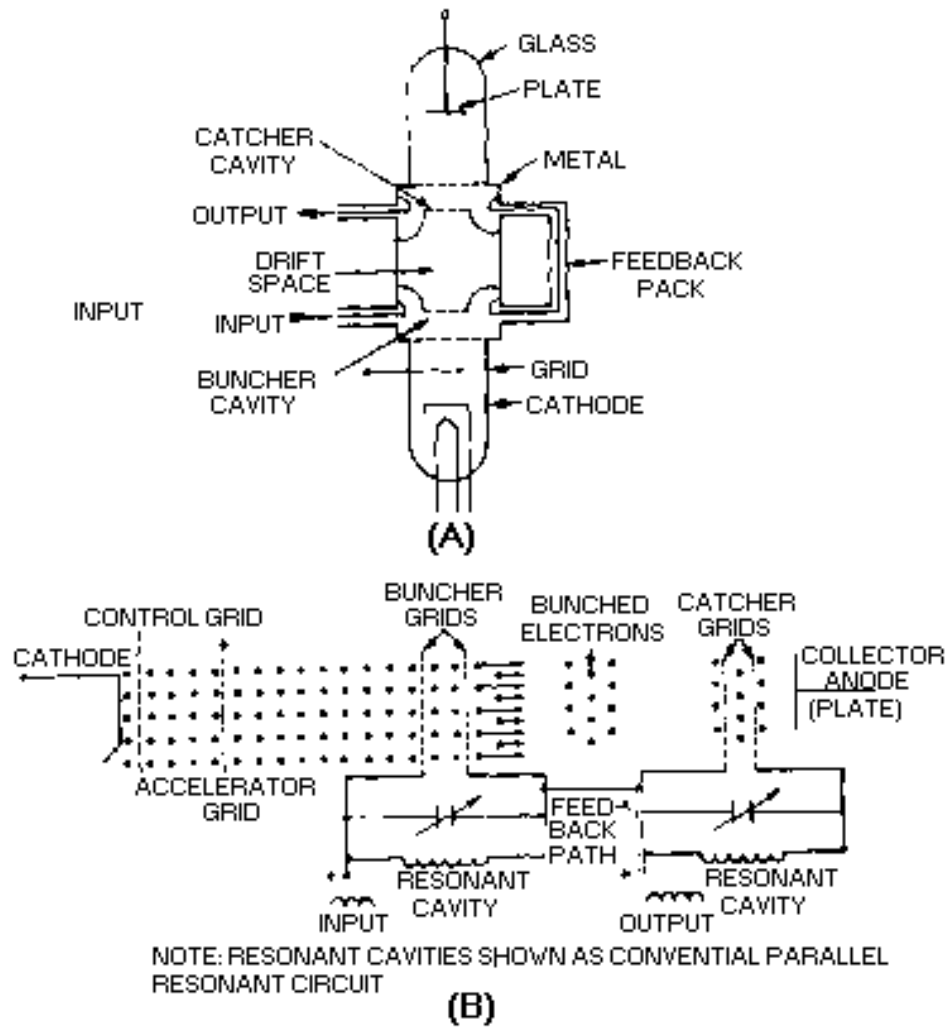 GLASS
PLATE
CATCHER
CAVITY
METAL
OUTPUT
DRIFT
SPACE
FEEDBACK
PACK
INPUT
INPUT
BUNCHER
CAVITY
GRID
CATHODE
(A)
BUNCHER
GRIDS
BUNCHED
ELECTRONS
CATCHER
GRIDS
CONTROL GRID
CATHODE
COLLECTOR
ANODE
(PLATE)
ACCELERATOR
GRID
FEED
BACK
PATH
RESONANT
CAVITY
INPUT
RESONANT
CAVITY
OUTPUT
NOTE: RESONANT CAVITIES SHOWN AS CONVENTIAL PARALLEL
RESONANT CIRCUIT
(B)